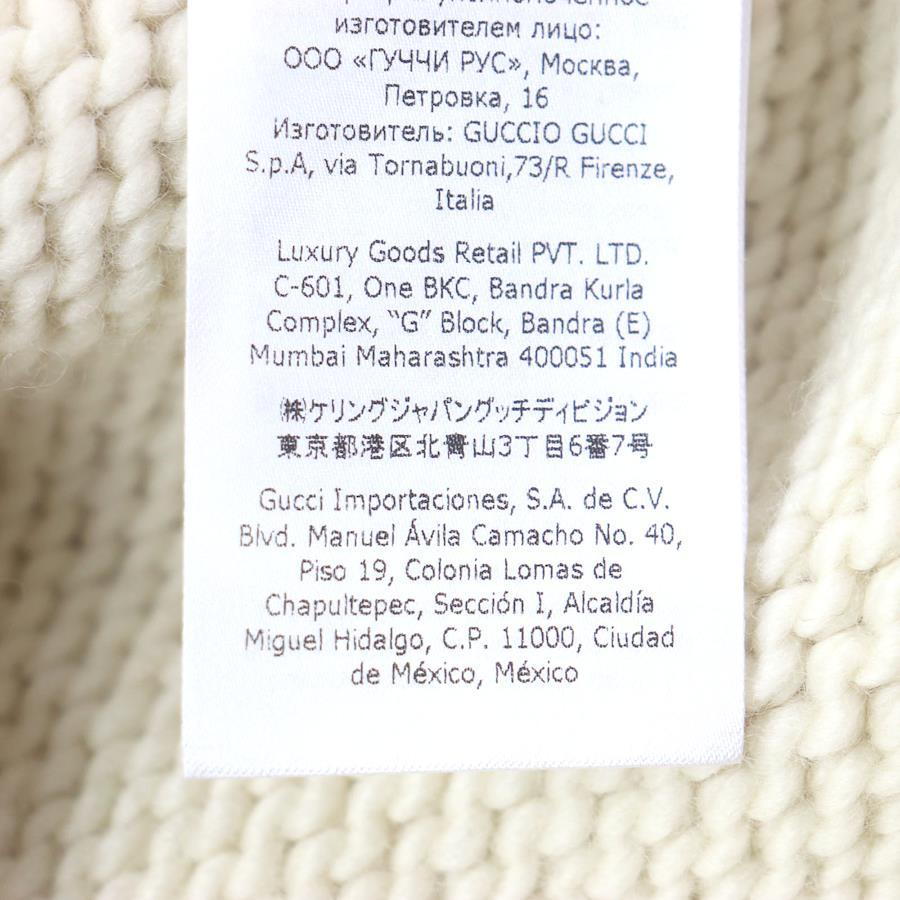 изготовителем лицо:
ООО «ГУЧЧИ РУС», Москва,
Петровка, 16
Изготовитель: GUCCIO GUCCI
S.p.A, via Tornabuoni,73/R Firenze,
Italia
Luxury Goods Retail PVT. LTD.
C-601, One BKC, Bandra Kurla
Complex, “G” Block, Bandra (E)
Mumbai Maharashtra 400051 India
㈱ケリングジャパングッチディビジョン
東京都港区北青山3丁目6番7号
Gucci Importaciones, S.A. de C.V.
Blvd. Manuel Ávila Camacho No. 40,
Piso 19, Colonia Lomas de
Chapultepec, Sección I, Alcaldía
Miguel Hidalgo, C.P. 11000, Ciudad
de México, México